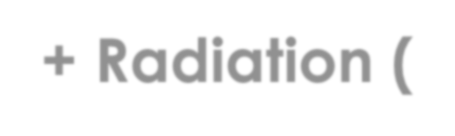 + Radiation (